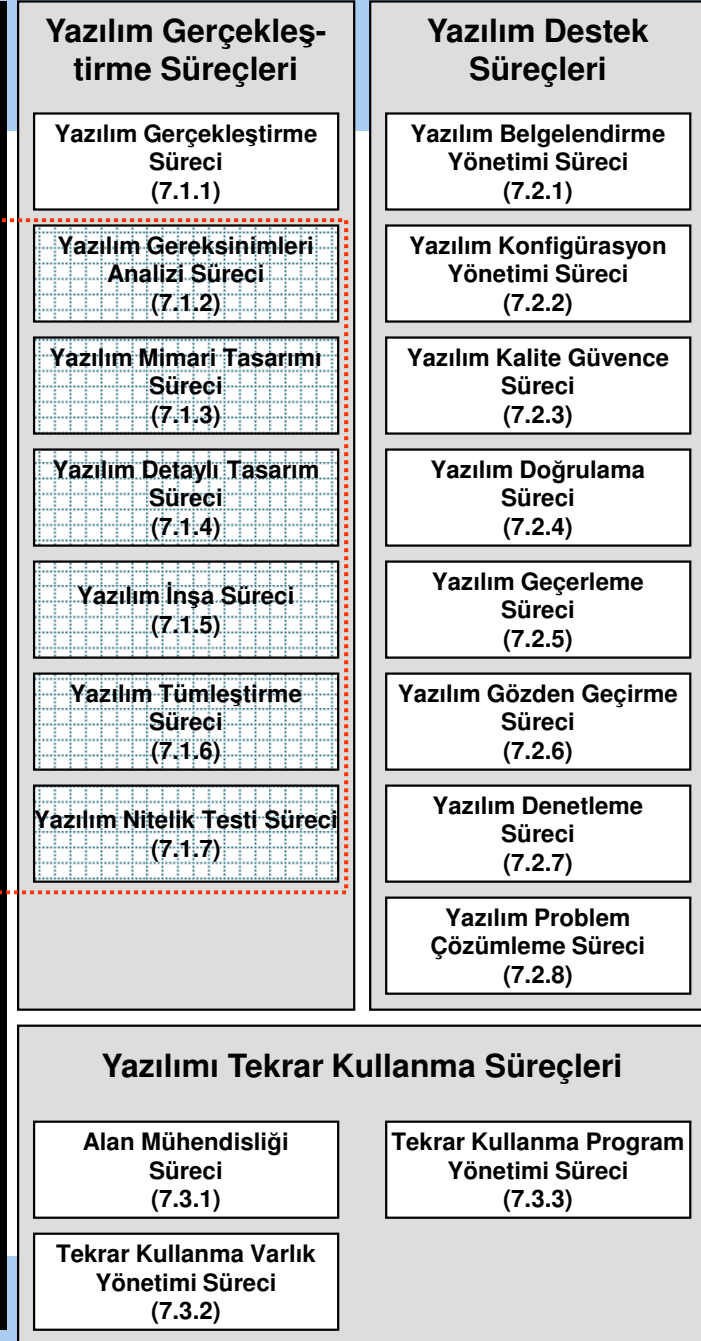 Yazılım Gerçekleş-
tirme Süreçleri
Yazılım Gerçekleştirme
Süreci
(7.1.1)
Yazılım Gereksinimleri
Analizi Süreci
(7.1.2)
Yazılım Mimari Tasarımı
Süreci
(7.1.3)
Yazılım Detaylı Tasarım
Süreci
(7.1.4)
Yazılım İnşa Süreci
(7.1.5)
Yazılım Tümleştirme
Süreci
(7.1.6)
Yazılım Nitelik Testi Süreci
(7.1.7)
Yazılım Destek
Süreçleri
Yazılım Belgelendirme
Yönetimi Süreci
(7.2.1)
Yazılım Konfigürasyon
Yönetimi Süreci
(7.2.2)
Yazılım Kalite Güvence
Süreci
(7.2.3)
Yazılım Doğrulama
Süreci
(7.2.4)
Yazılım Geçerleme
Süreci
(7.2.5)
Yazılım Gözden Geçirme
Süreci
(7.2.6)
Yazılım Denetleme
Süreci
(7.2.7)
Yazılım Problem
Çözümleme Süreci
(7.2.8)
Yazılımı Tekrar Kullanma Süreçleri
Alan Mühendisliği
Süreci
(7.3.1)
Tekrar Kullanma Varlık
Yönetimi Süreci
(7.3.2)
Tekrar Kullanma Program
Yönetimi Süreci
(7.3.3)